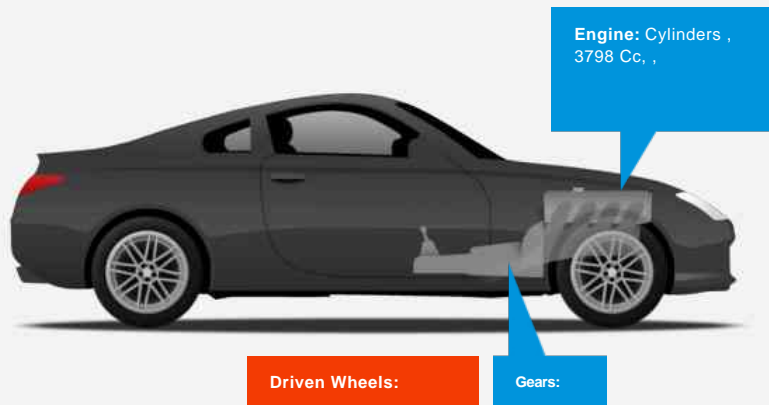 Engine: Cylinders ,
3798 Cc, ,
Driven Wheels:
Gears: